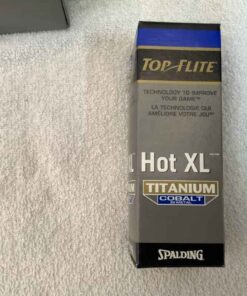 TOP-FLITE
TECHNOLOGY TO IMPROVE
YOUR GAME™
LA TECHNOLOGIE QUI
AMÉLIORE VOTRE JEU™
L Hot XL
TITANIUM
COBALT
SPALDING